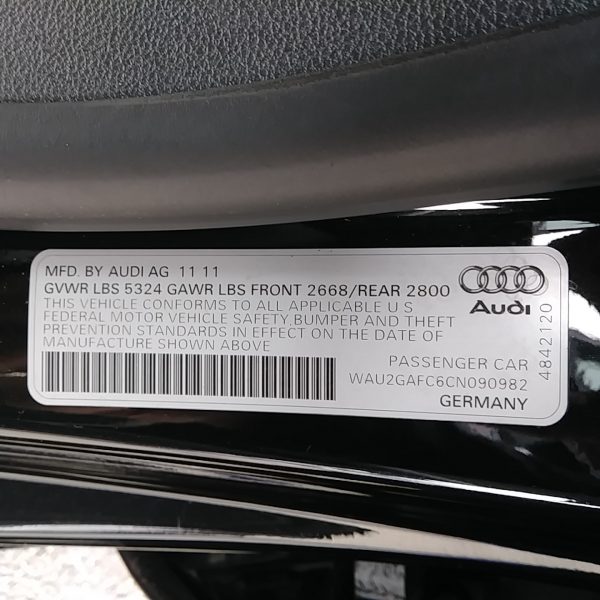 MFD. BY AUDI AG 11 11
GVWR LBS 5324 GAWR LBS FRONT 2668/REAR 2800
THIS VEHICLE CONFORMS TO ALL APPLICABLE U S
FEDERAL MOTOR VEHICLE SAFETY, BUMPER AND THEFT
PREVENTION STANDARDS IN EFFECT ON THE DATE OF
MANUFACTURE SHOWN ABOVE
Audi
4842120
PASSENGER CAR
WAU2GAFC6CN090982
GERMANY